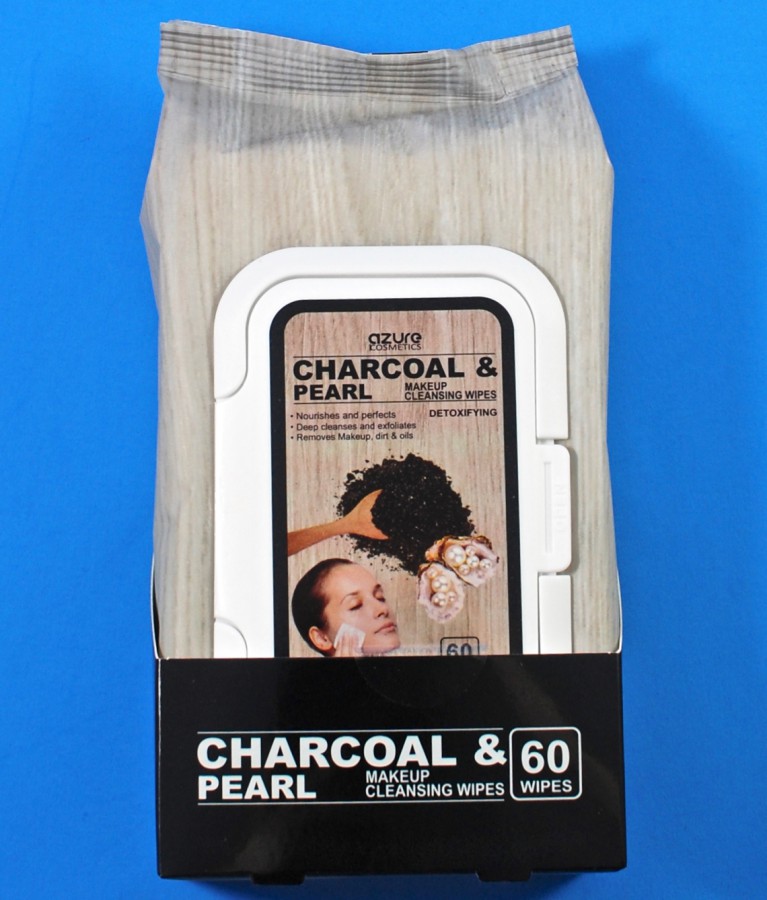 azure
COSMETICS
CHARCOAL &
PEARL MAKEUP
CLEANSING WIPES
• Nourishes and perfects DETOXIFYING
• Deep cleanses and exfoliates
• Removes Makeup, dirt & oils
60
CHARCOAL &
PEARL MAKEUP
CLEANSING WIPES
60
WIPES